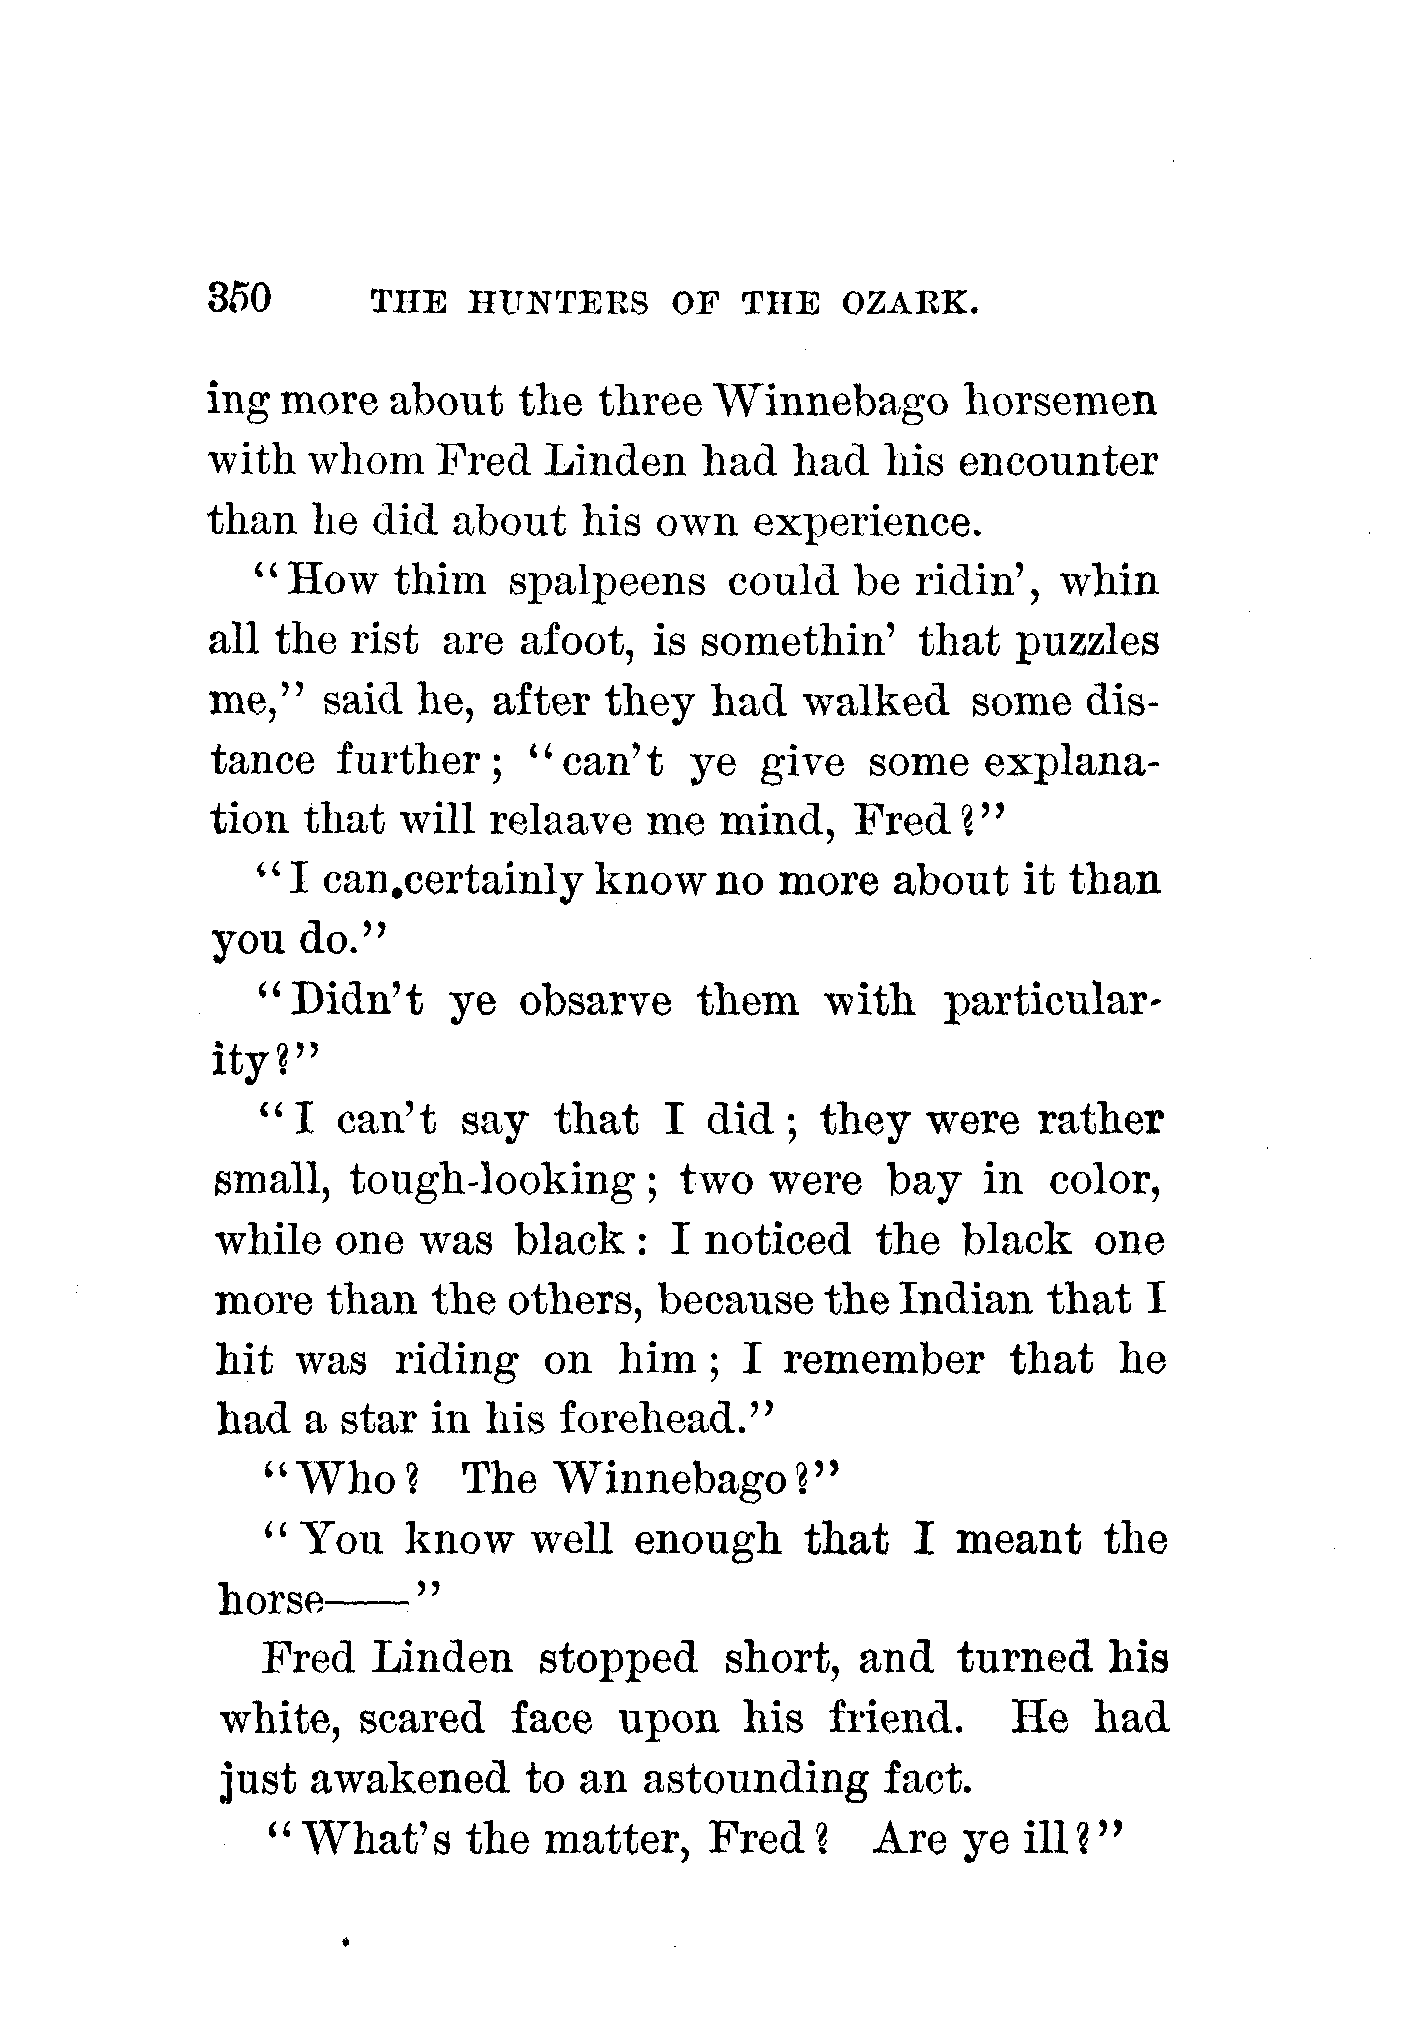 350 THE HUNTERS OF THE OZARK.
ing more about the three Winnebago horsemen
with whom Fred Linden had had his encounter
than he did about his own experience.
“How thim spalpeens could be ridin’, whin
all the rist are afoot, is somethin’ that puzzles
me,” said he, after they had walked some dis-
tance further; “can’t ye give some explana-
tion that will relaave me mind, Fred?”
“I can.certainly know no more about it than
you do.”
“Didn’t ye obsarve them with particular-
ity?”
“I can’t say that I did; they were rather
small, tough-looking; two were bay in color,
while one was black: I noticed the black one
more than the others, because the Indian that I
hit was riding on him; I remember that he
had a star in his forehead.”
“Who? The Winnebago?”
“You know well enough that I meant the
horse——”
Fred Linden stopped short, and turned his
white, scared face upon his friend. He had
just awakened to an astounding fact.
“What’s the matter, Fred? Are ye ill?”